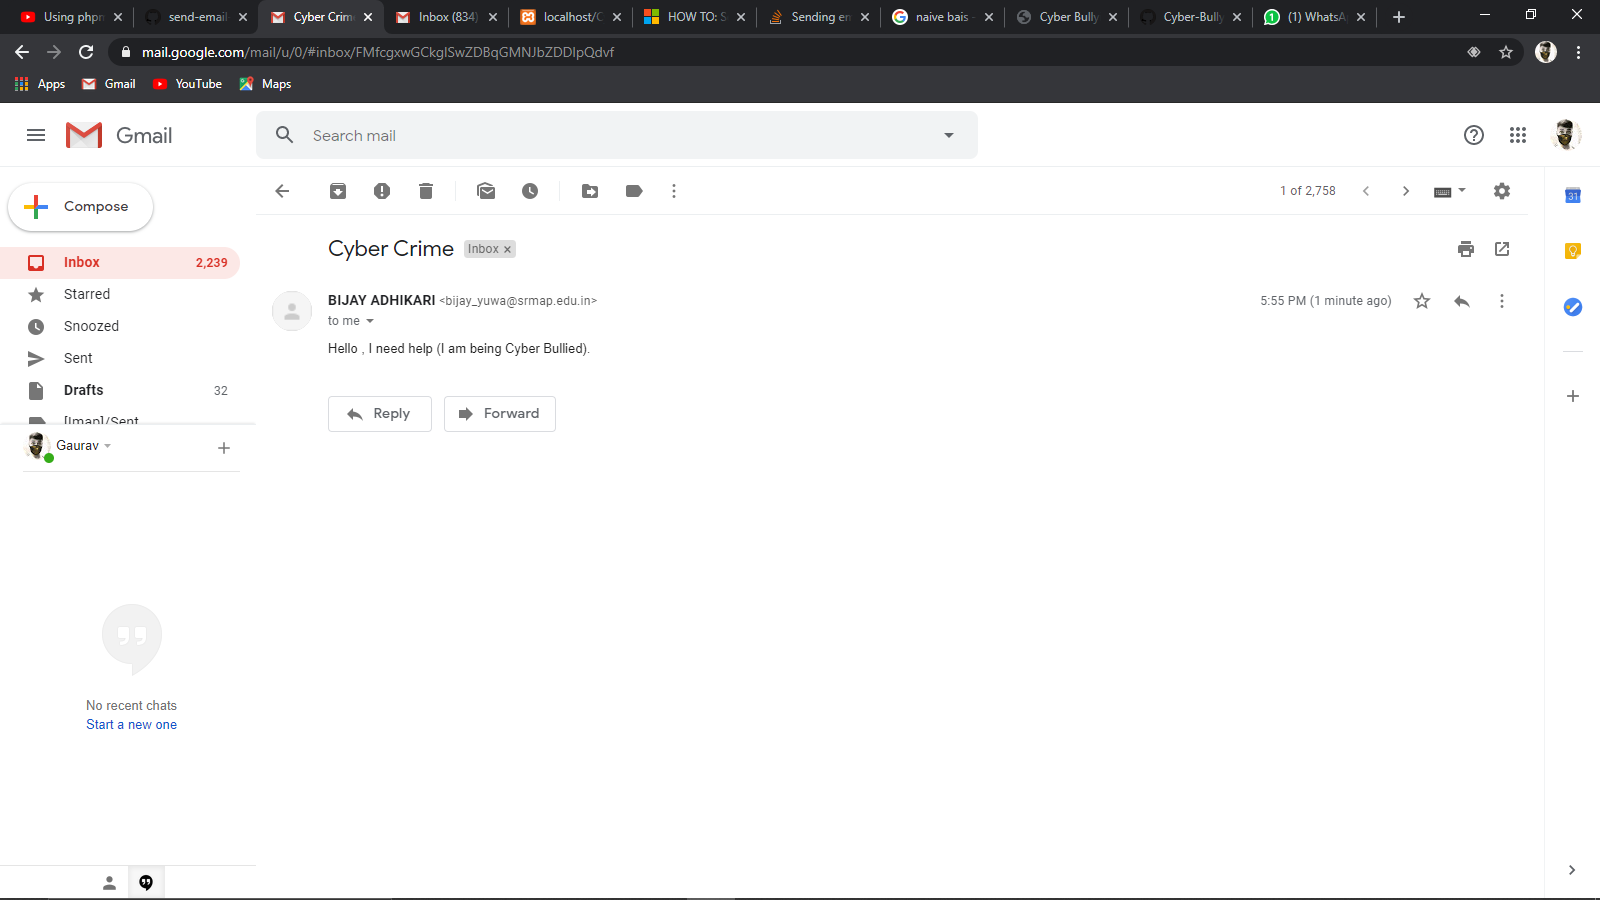 Using phpn
send-email
Cyber Crim
Inbox (834)
localhost/C
HOW TO: S
Sending em
naive bais -
Cyber Bully
Cyber-Bully
(1) WhatsA
mail.google.com/mail/u/0/#inbox/FMfcgxwGCkglSwZDBqGMNJbZDDlpQdvf
Apps
Gmail
YouTube
Maps
Gmail
Search mail
Compose
1 of 2,758
31
Inbox 2,239
Starred
Snoozed
Sent
Drafts 32
[Imap]/Sent
Gaurav
Cyber Crime
Inbox x
BIJAY ADHIKARI <bijay_yuwa@srmap.edu.in>
5:55 PM (1 minute ago)
to me
Hello , I need help (I am being Cyber Bullied).
Reply
Forward
No recent chats
Start a new one